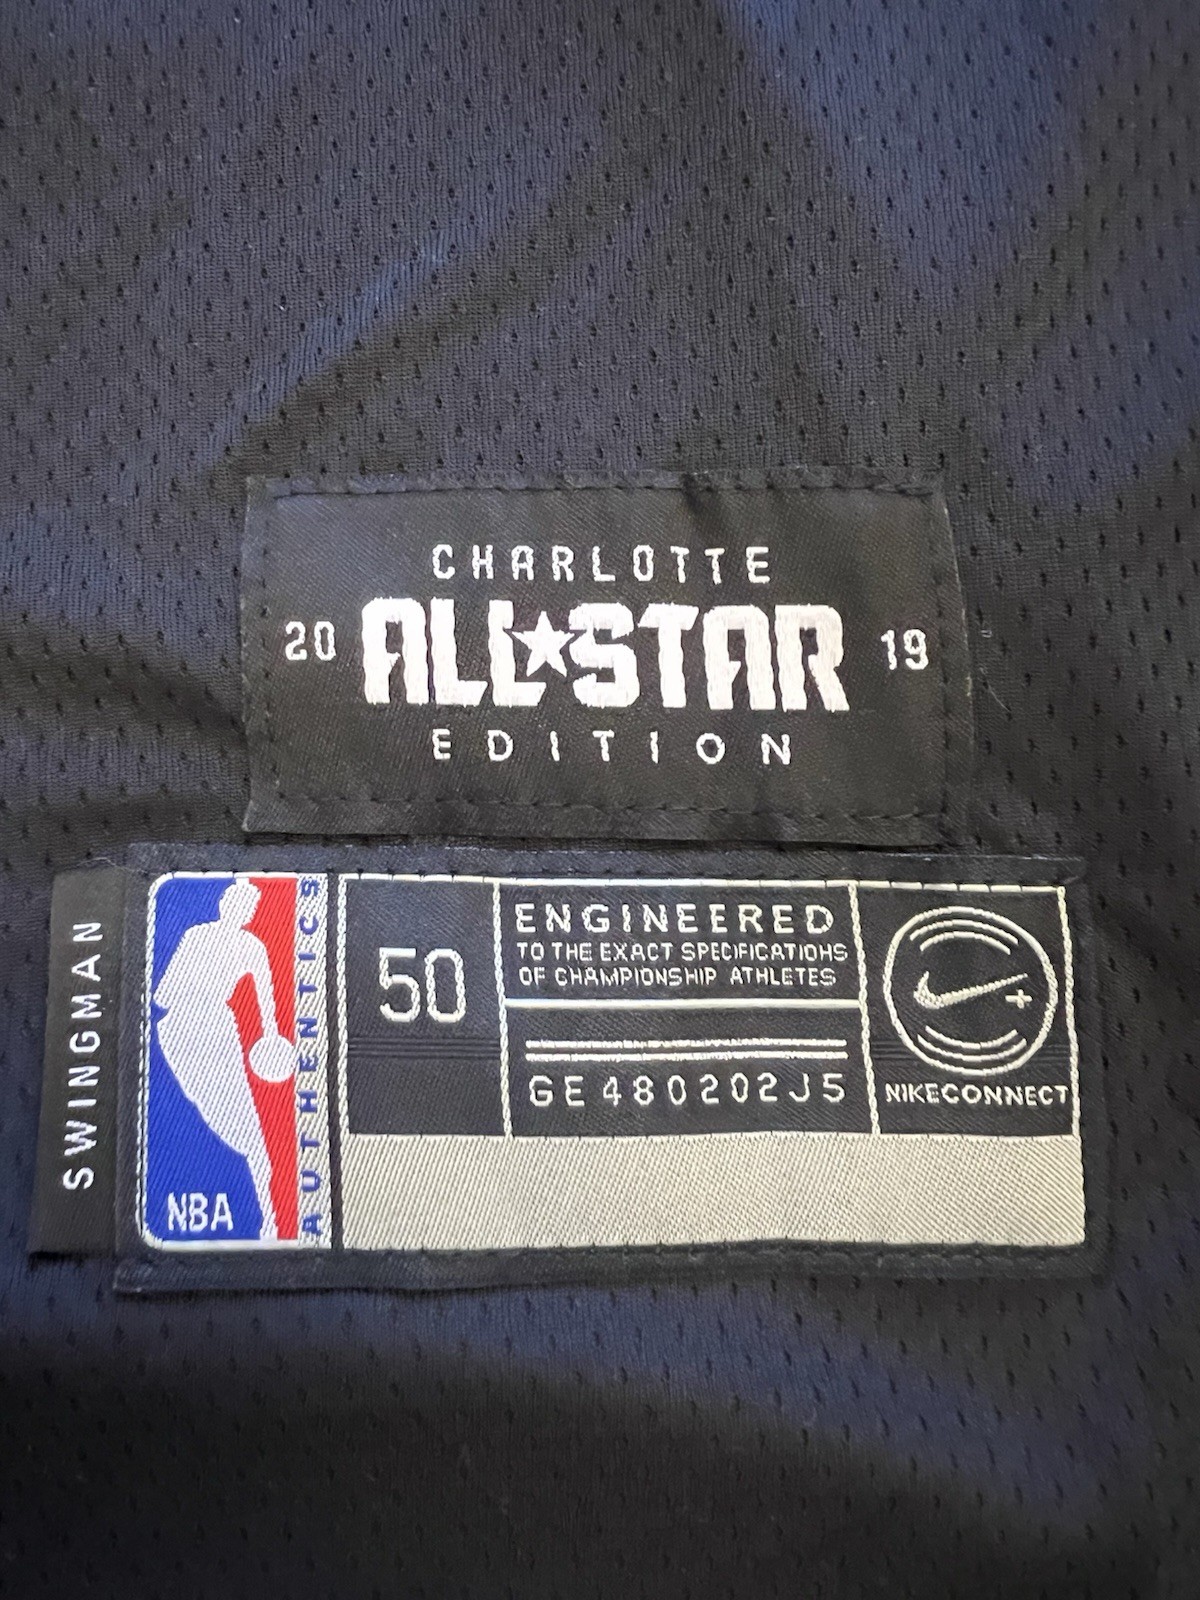 CHARLOTTE
20 ALL★STAR 19
EDITION
SWINGMAN
NBA
AUTHENTICS
50
ENGINEERED
TO THE EXACT SPECIFICATIONS
OF CHAMPIONSHIP ATHLETES
GE480202J5
NIKECONNECT